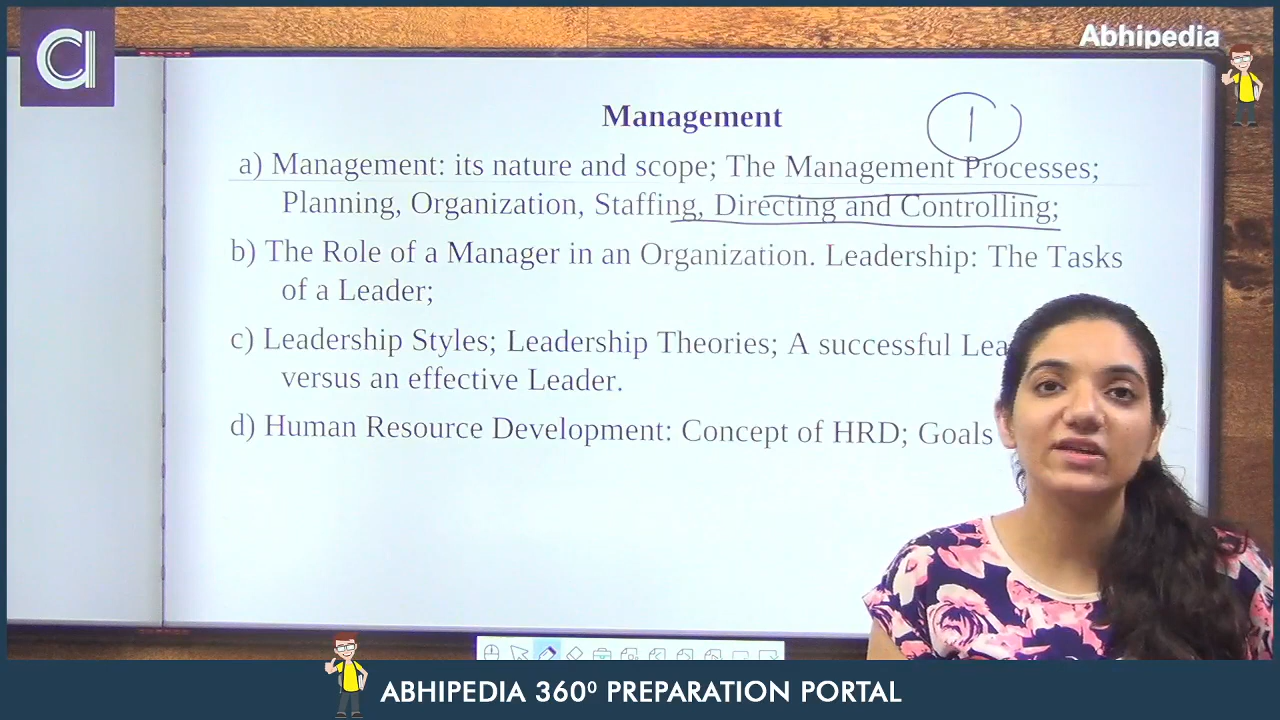 a
Abhipedia
Management
1
a) Management: its nature and scope; The Management Processes;
Planning, Organization, Staffing, Directing and Controlling;
b) The Role of a Manager in an Organization. Leadership: The Tasks
of a Leader;
c) Leadership Styles; Leadership Theories; A successful Lea
versus an effective Leader.
d) Human Resource Development: Concept of HRD; Goals
ABHIPEDIA 360⁰ PREPARATION PORTAL